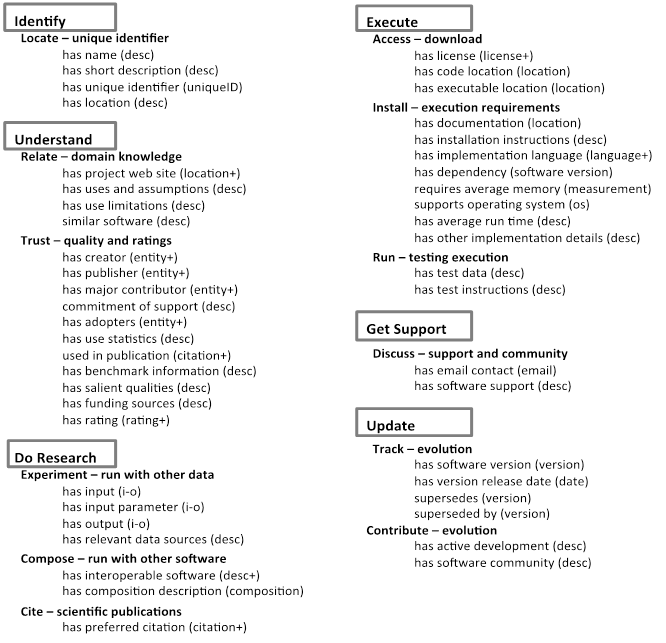 Identify
Locate – unique identifier
has name (desc)
has short description (desc)
has unique identifier (uniqueID)
has location (desc)
Understand
Relate – domain knowledge
has project web site (location+)
has uses and assumptions (desc)
has use limitations (desc)
similar software (desc)
Trust – quality and ratings
has creator (entity+)
has publisher (entity+)
has major contributor (entity+)
commitment of support (desc)
has adopters (entity+)
has use statistics (desc)
used in publication (citation+)
has benchmark information (desc)
has salient qualities (desc)
has funding sources (desc)
has rating (rating+)
Do Research
Experiment – run with other data
has input (i-o)
has input parameter (i-o)
has output (i-o)
has relevant data sources (desc)
Compose – run with other software
has interoperable software (desc+)
has composition description (composition)
Cite – scientific publications
has preferred citation (citation+)
Execute
Access – download
has license (license+)
has code location (location)
has executable location (location)
Install – execution requirements
has documentation (location)
has installation instructions (desc)
has implementation language (language+)
has dependency (software version)
requires average memory (measurement)
supports operating system (os)
has average run time (desc)
has other implementation details (desc)
Run – testing execution
has test data (desc)
has test instructions (desc)
Get Support
Discuss – support and community
has email contact (email)
has software support (desc)
Update
Track – evolution
has software version (version)
has version release date (date)
supersedes (version)
superseded by (version)
Contribute – evolution
has active development (desc)
has software community (desc)